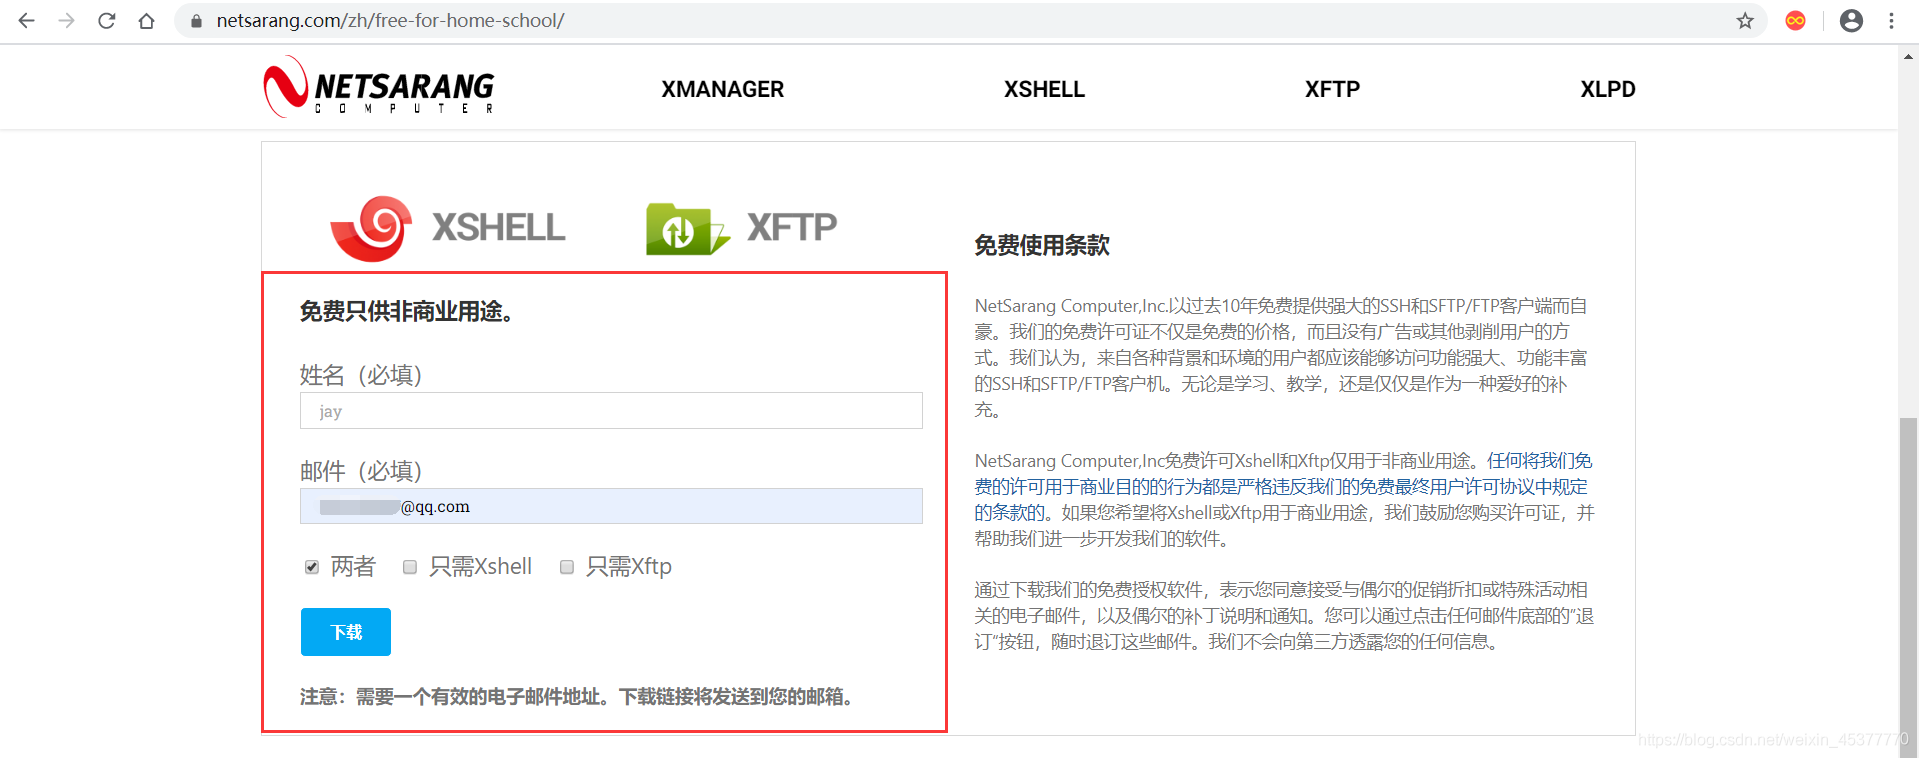 netsarang.com/zh/free-for-home-school/
NETSARANG
COMPUTER
XMANAGER
XSHELL
XFTP
XLPD
XSHELL
XFTP
免费只供非商业用途。
姓名（必填）
jay
邮件（必填）
@qq.com
两者
只需Xshell
只需Xftp
下载
注意：需要一个有效的电子邮件地址。下载链接将发送到您的邮箱。
免费使用条款
NetSarang Computer,Inc.以过去10年免费提供强大的SSH和SFTP/FTP客户端而自
豪。我们的免费许可证不仅是免费的价格，而且没有广告或其他剥削用户的方
式。我们认为，来自各种背景和环境的用户都应该能够访问功能强大、功能丰富
的SSH和SFTP/FTP客户机。无论是学习、教学，还是仅仅是作为一种爱好的补
充。
NetSarang Computer,Inc免费许可Xshell和Xftp仅用于非商业用途。任何将我们免
费的许可用于商业目的的行为都是严格违反我们的免费最终用户许可协议中规定
的条款的。如果您希望将Xshell或Xftp用于商业用途，我们鼓励您购买许可证，并
帮助我们进一步开发我们的软件。
通过下载我们的免费授权软件，表示您同意接受与偶尔的促销折扣或特殊活动相
关的电子邮件，以及偶尔的补丁说明和通知。您可以通过点击任何邮件底部的“退
订”按钮，随时退订这些邮件。我们不会向第三方透露您的任何信息。
https://blog.csdn.net/weixin_45377770